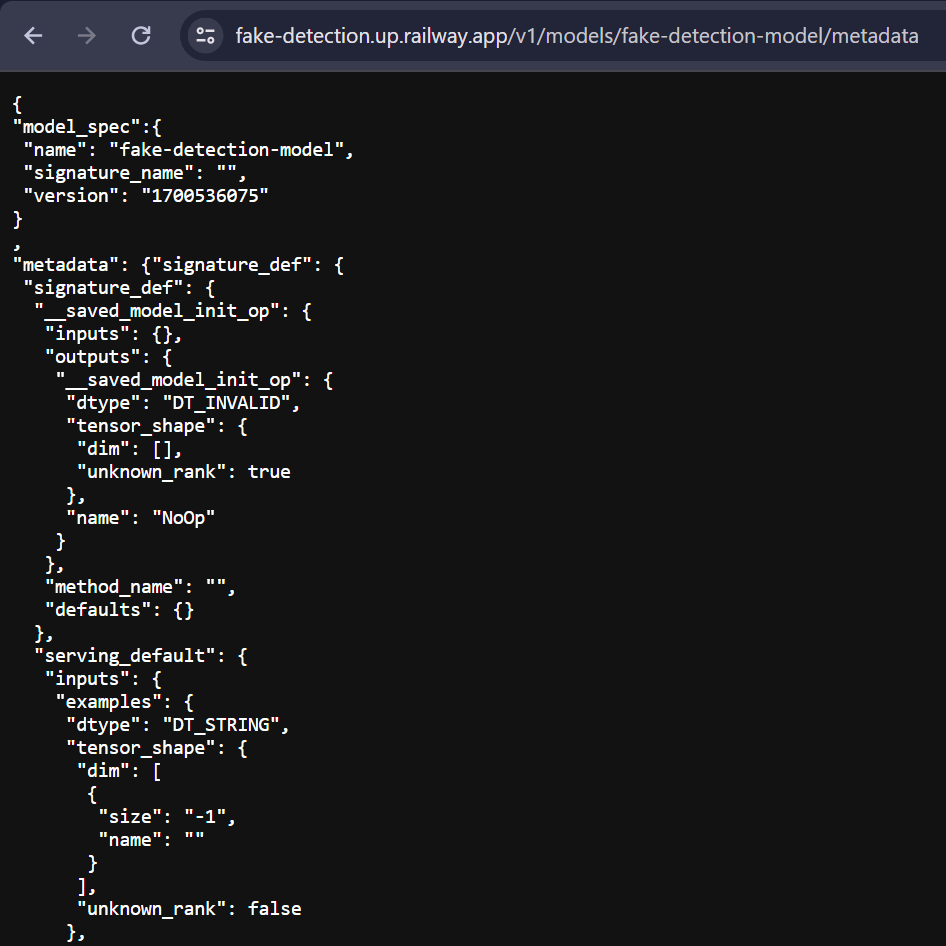 fake-detection.up.railway.app/v1/models/fake-detection-model/metadata
{
"model_spec":{
 "name": "fake-detection-model",
 "signature_name": "",
 "version": "1700536075"
}
,
"metadata": {"signature_def": {
 "signature_def": {
  "__saved_model_init_op": {
   "inputs": {},
   "outputs": {
    "__saved_model_init_op": {
     "dtype": "DT_INVALID",
     "tensor_shape": {
      "dim": [],
      "unknown_rank": true
     },
     "name": "NoOp"
    }
   },
   "method_name": "",
   "defaults": {}
  },
  "serving_default": {
   "inputs": {
    "examples": {
     "dtype": "DT_STRING",
     "tensor_shape": {
      "dim": [
       {
        "size": "-1",
        "name": ""
       }
      ],
      "unknown_rank": false
     },